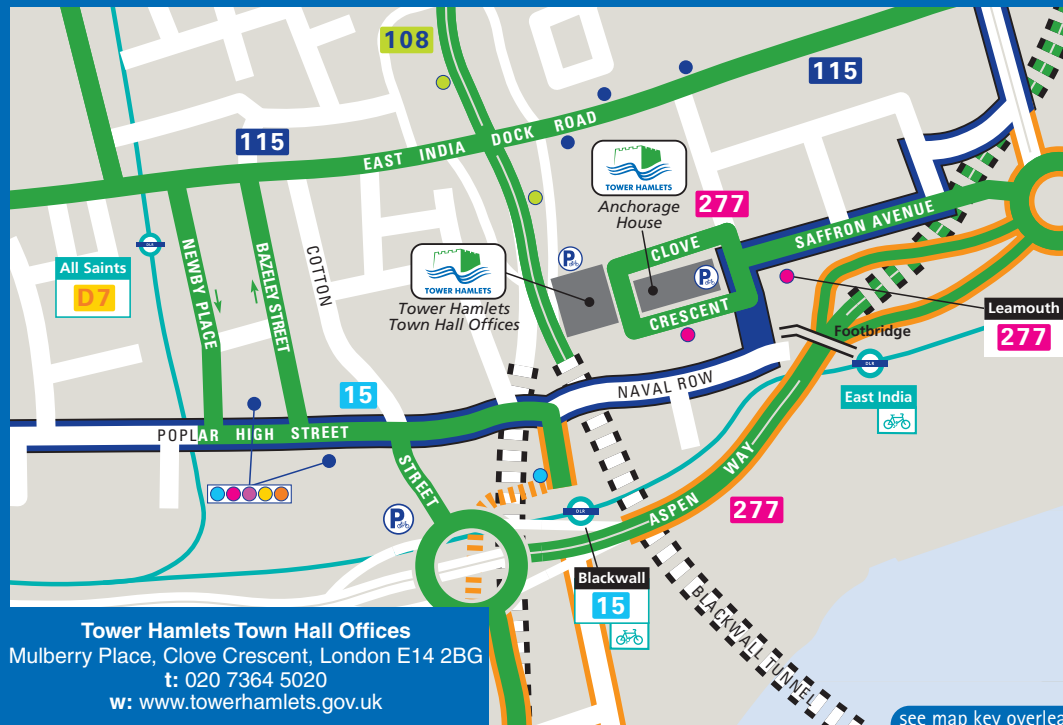 108
115
115
EAST INDIA DOCK ROAD
TOWER HAMLETS
Anchorage
House
277
CLOVE
CRESCENT
SAFFRON AVENUE
P
P
TOWER HAMLETS
Tower Hamlets
Town Hall Offices
DLR
All Saints
D7
NEWBY PLACE
BAZELEY STREET
COTTON
STREET
Leamouth
277
Footbridge
DLR
East India
15
NAVAL ROW
POPLAR HIGH STREET
P
ASPEN WAY
277
DLR
Blackwall
15
BLACKWALL TUNNEL
Tower Hamlets Town Hall Offices
Mulberry Place, Clove Crescent, London E14 2BG
t: 020 7364 5020
w: www.towerhamlets.gov.uk
see map key overlea